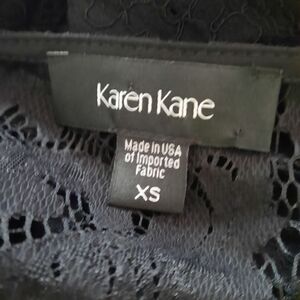 Karen Kane
Made in USA
of Imported
Fabric
XS